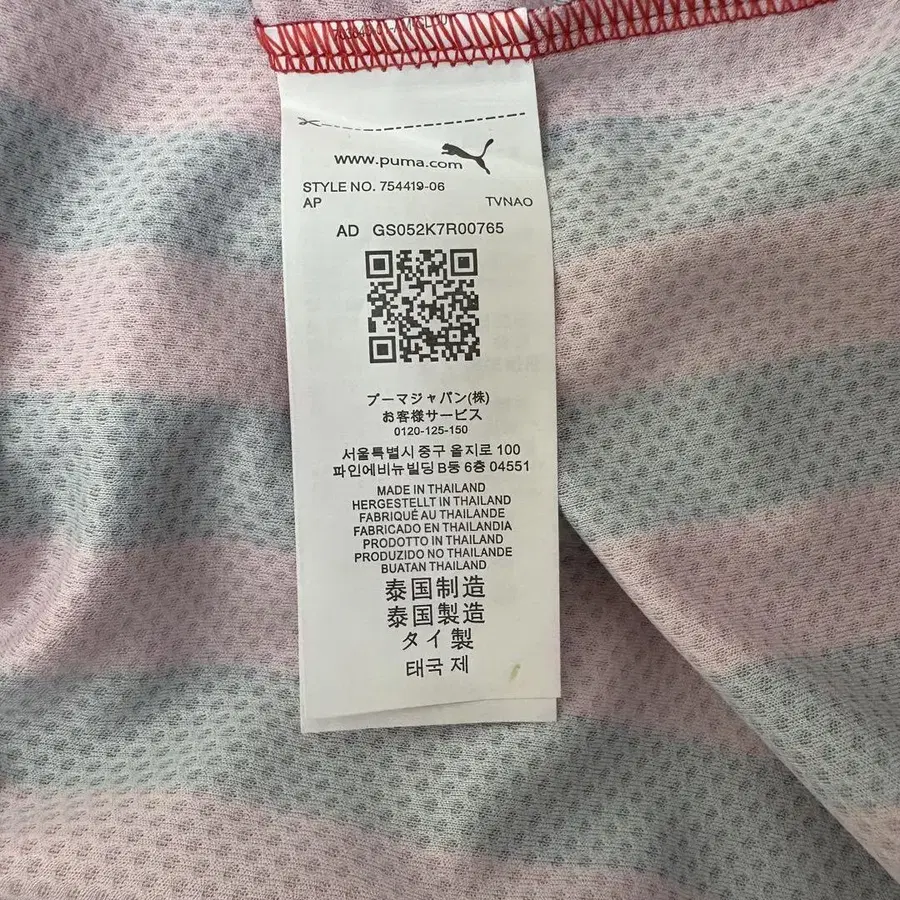 www.puma.com
STYLE NO. 754419-06
AP TVNAO
AD GS052K7R00765
プーマジャパン(株)
お客様サービス
0120-125-150
서울특별시 중구 을지로 100
파인에비뉴빌딩 B동 6층 04551
MADE IN THAILAND
HERGESTELLT IN THAILAND
FABRIQUÉ AU THAILANDE
FABRICADO EN THAILANDIA
PRODOTTO IN THAILAND
PRODUZIDO NO THAILANDE
BUATAN THAILAND
泰国制造
泰国製造
タイ製
태국 제